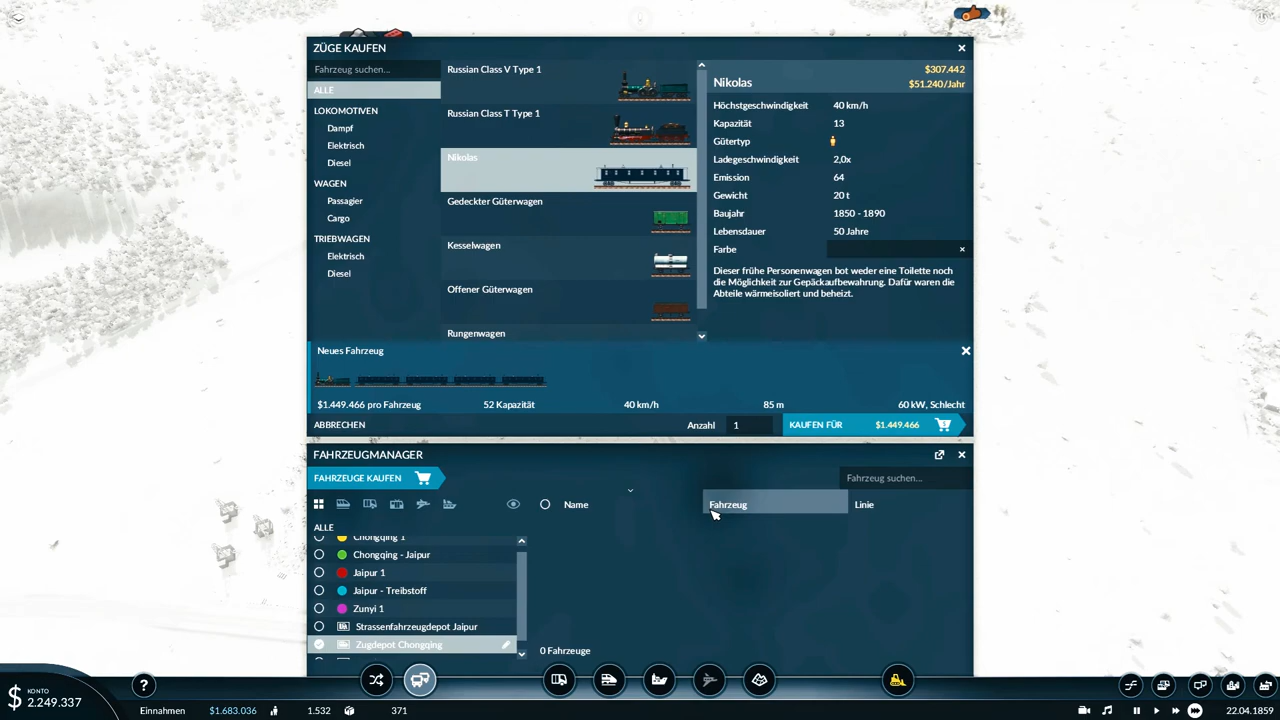 ZÜGE KAUFEN
Fahrzeug suchen...
ALLE
LOKOMOTIVEN
Dampf
Elektrisch
Diesel
WAGEN
Passagier
Cargo
TRIEBWAGEN
Elektrisch
Diesel
Russian Class V Type 1
Russian Class T Type 1
Nikolas
Gedeckter Güterwagen
Kesselwagen
Offener Güterwagen
Rungenwagen
$307.442
Nikolas
$51.240/Jahr
Höchstgeschwindigkeit 40 km/h
Kapazität 13
Gütertyp
Ladegeschwindigkeit 2,0x
Emission 64
Gewicht 20 t
Baujahr 1850 - 1890
Lebensdauer 50 Jahre
Farbe
Dieser frühe Personenwagen bot weder eine Toilette noch
die Möglichkeit zur Gepäckaufbewahrung. Dafür waren die
Abteile wärmeisoliert und beheizt.
Neues Fahrzeug
$1.449.466 pro Fahrzeug 52 Kapazität 40 km/h 85 m 60 kW, Schlecht
ABBRECHEN Anzahl 1 KAUFEN FÜR $1.449.466
FAHRZEUGMANAGER
FAHRZEUGE KAUFEN Fahrzeug suchen...
Name Fahrzeug Linie
ALLE
Chongqing 1
Chongqing - Jaipur
Jaipur 1
Jaipur - Treibstoff
Zunyi 1
Strassenfahrzeugdepot Jaipur
Zugdepot Chongqing
0 Fahrzeuge
$ KONTO
2.249.337
?
Einnahmen $1.683.036 1.532 371 22.04.1859